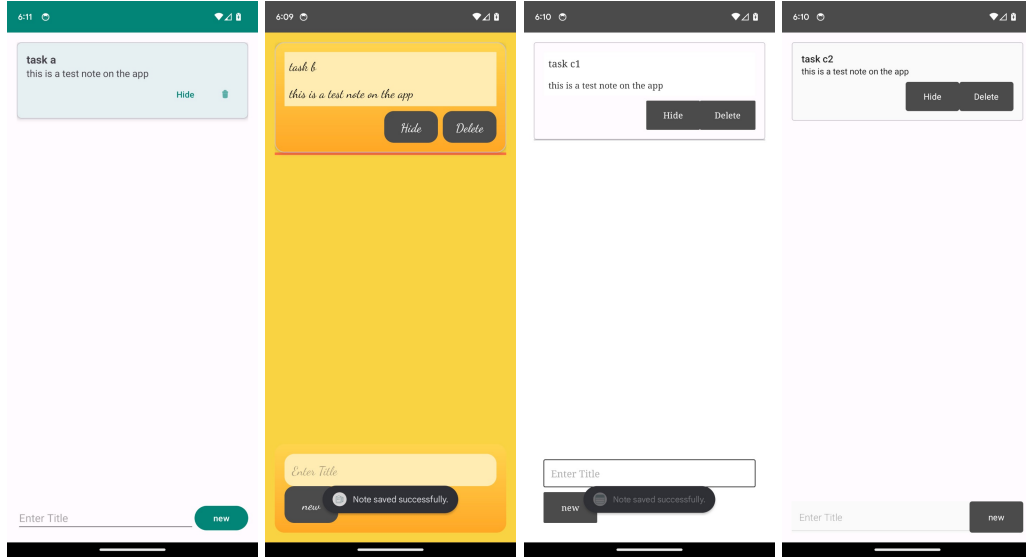 6:11
task a
this is a test note on the app
Hide
Enter Title
new
6:09
task b
this is a test note on the app
Hide
Delete
Enter Title
new
Note saved successfully.
6:10
task c1
this is a test note on the app
Hide
Delete
Enter Title
new
Note saved successfully.
6:10
task c2
this is a test note on the app
Hide
Delete
Enter Title
new